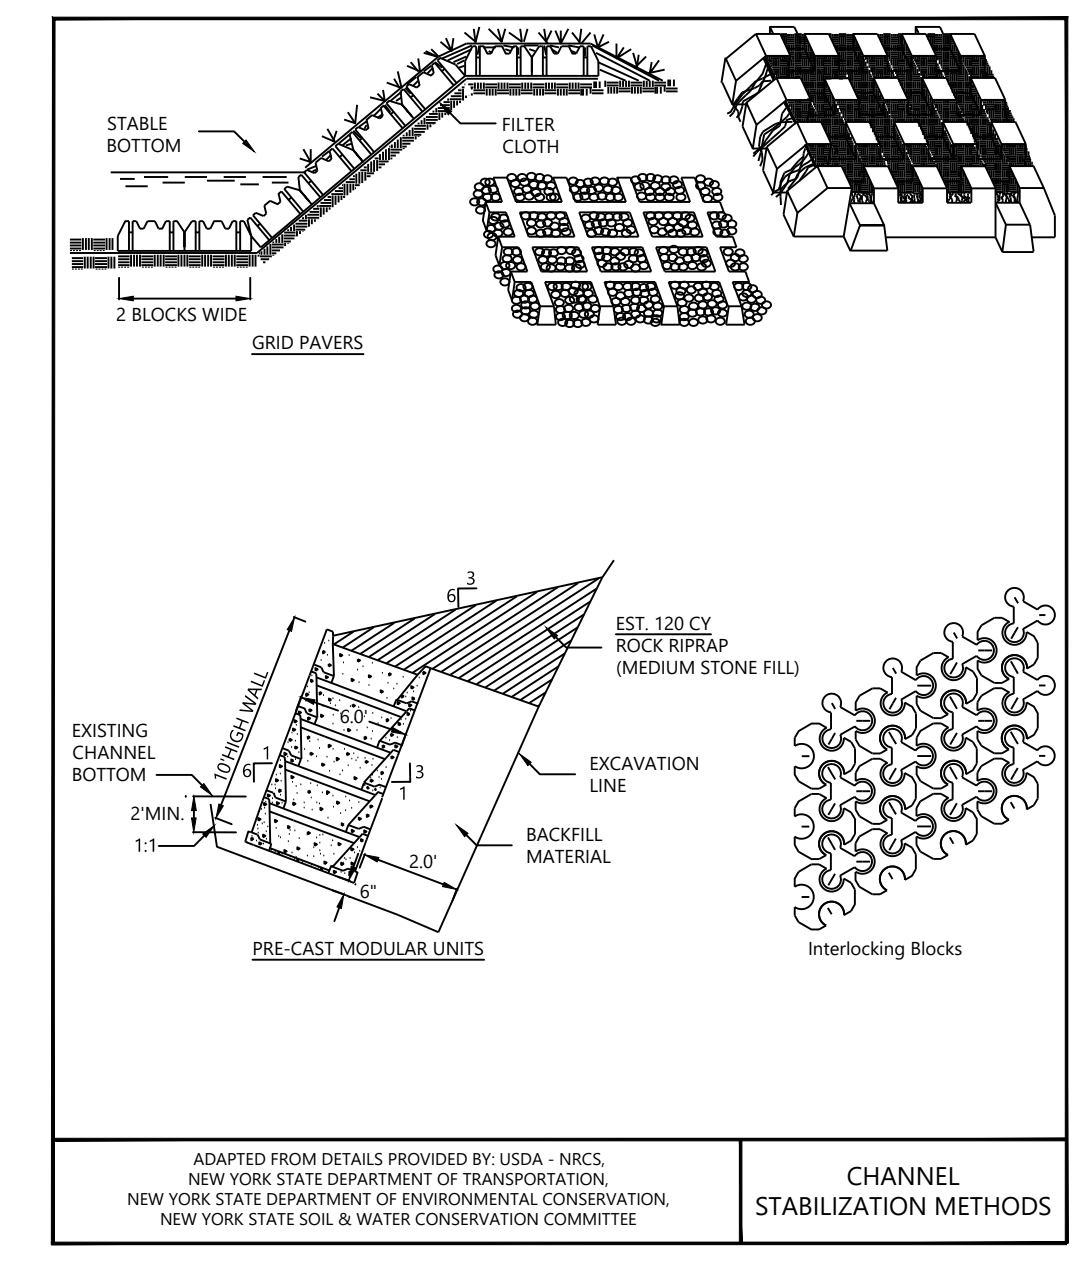 STABLE
BOTTOM
FILTER
CLOTH
2 BLOCKS WIDE
GRID PAVERS
3
6
EST. 120 CY
ROCK RIPRAP
(MEDIUM STONE FILL)
10'HIGH WALL
6.0'
EXISTING
CHANNEL
BOTTOM
1
6
3
1
EXCAVATION
LINE
2'MIN.
1:1
BACKFILL
MATERIAL
2.0'
6"
PRE-CAST MODULAR UNITS
Interlocking Blocks
ADAPTED FROM DETAILS PROVIDED BY: USDA - NRCS,
NEW YORK STATE DEPARTMENT OF TRANSPORTATION,
NEW YORK STATE DEPARTMENT OF ENVIRONMENTAL CONSERVATION,
NEW YORK STATE SOIL & WATER CONSERVATION COMMITTEE
CHANNEL
STABILIZATION METHODS